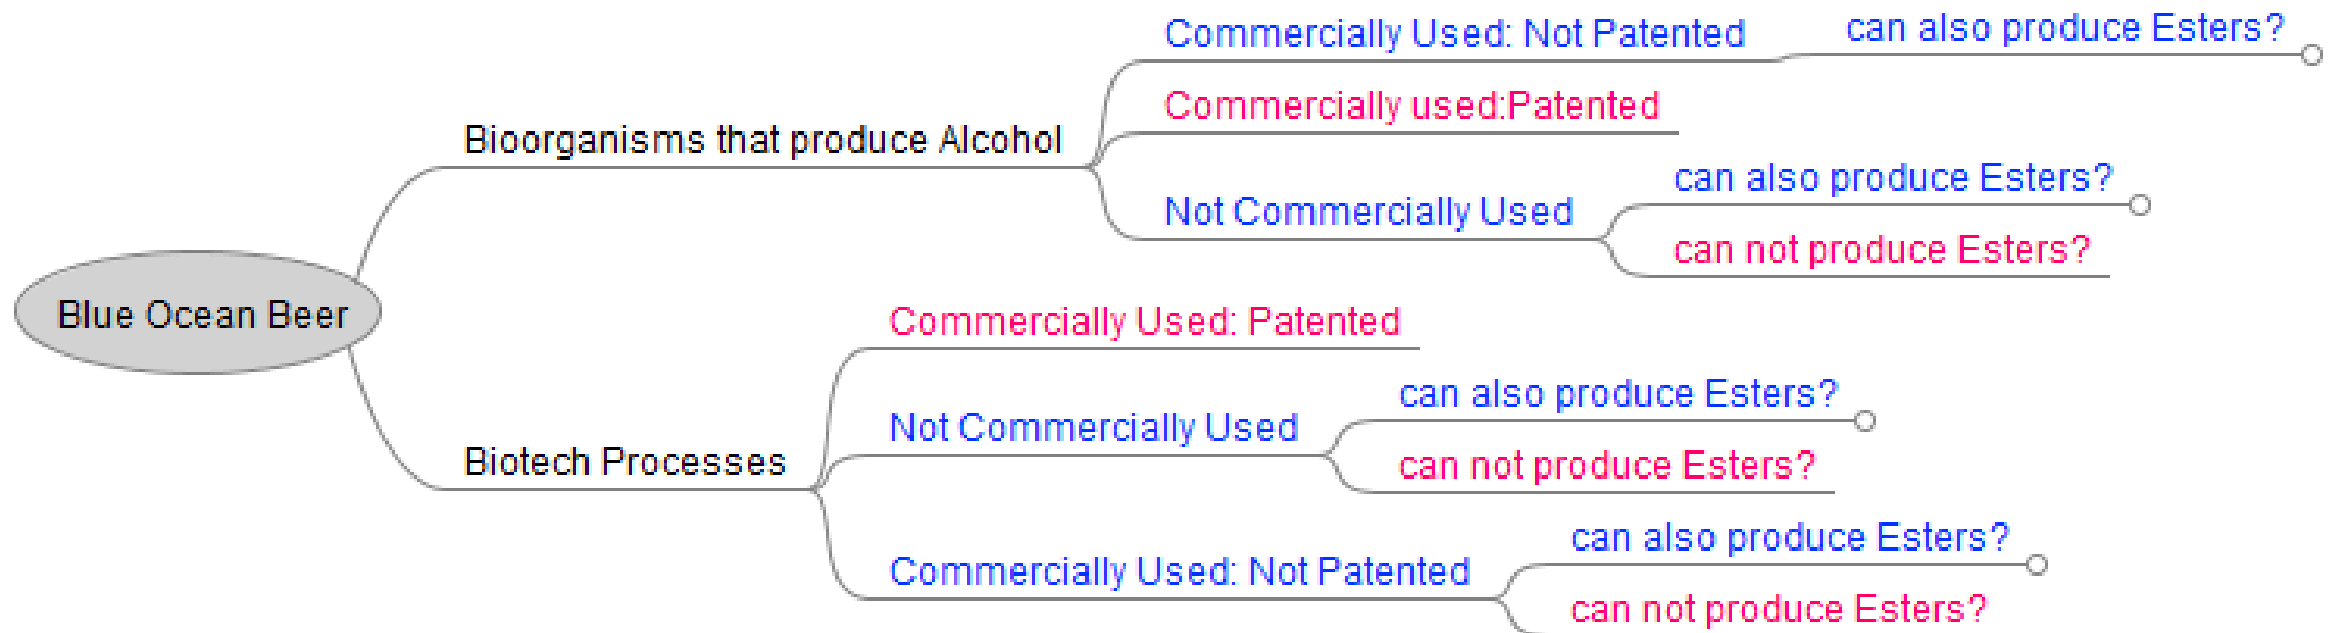 Blue Ocean Beer
Bioorganisms that produce Alcohol
Commercially Used: Not Patented
can also produce Esters?
Commercially used:Patented
Not Commercially Used
can also produce Esters?
can not produce Esters?
Biotech Processes
Commercially Used: Patented
Not Commercially Used
can also produce Esters?
can not produce Esters?
Commercially Used: Not Patented
can also produce Esters?
can not produce Esters?